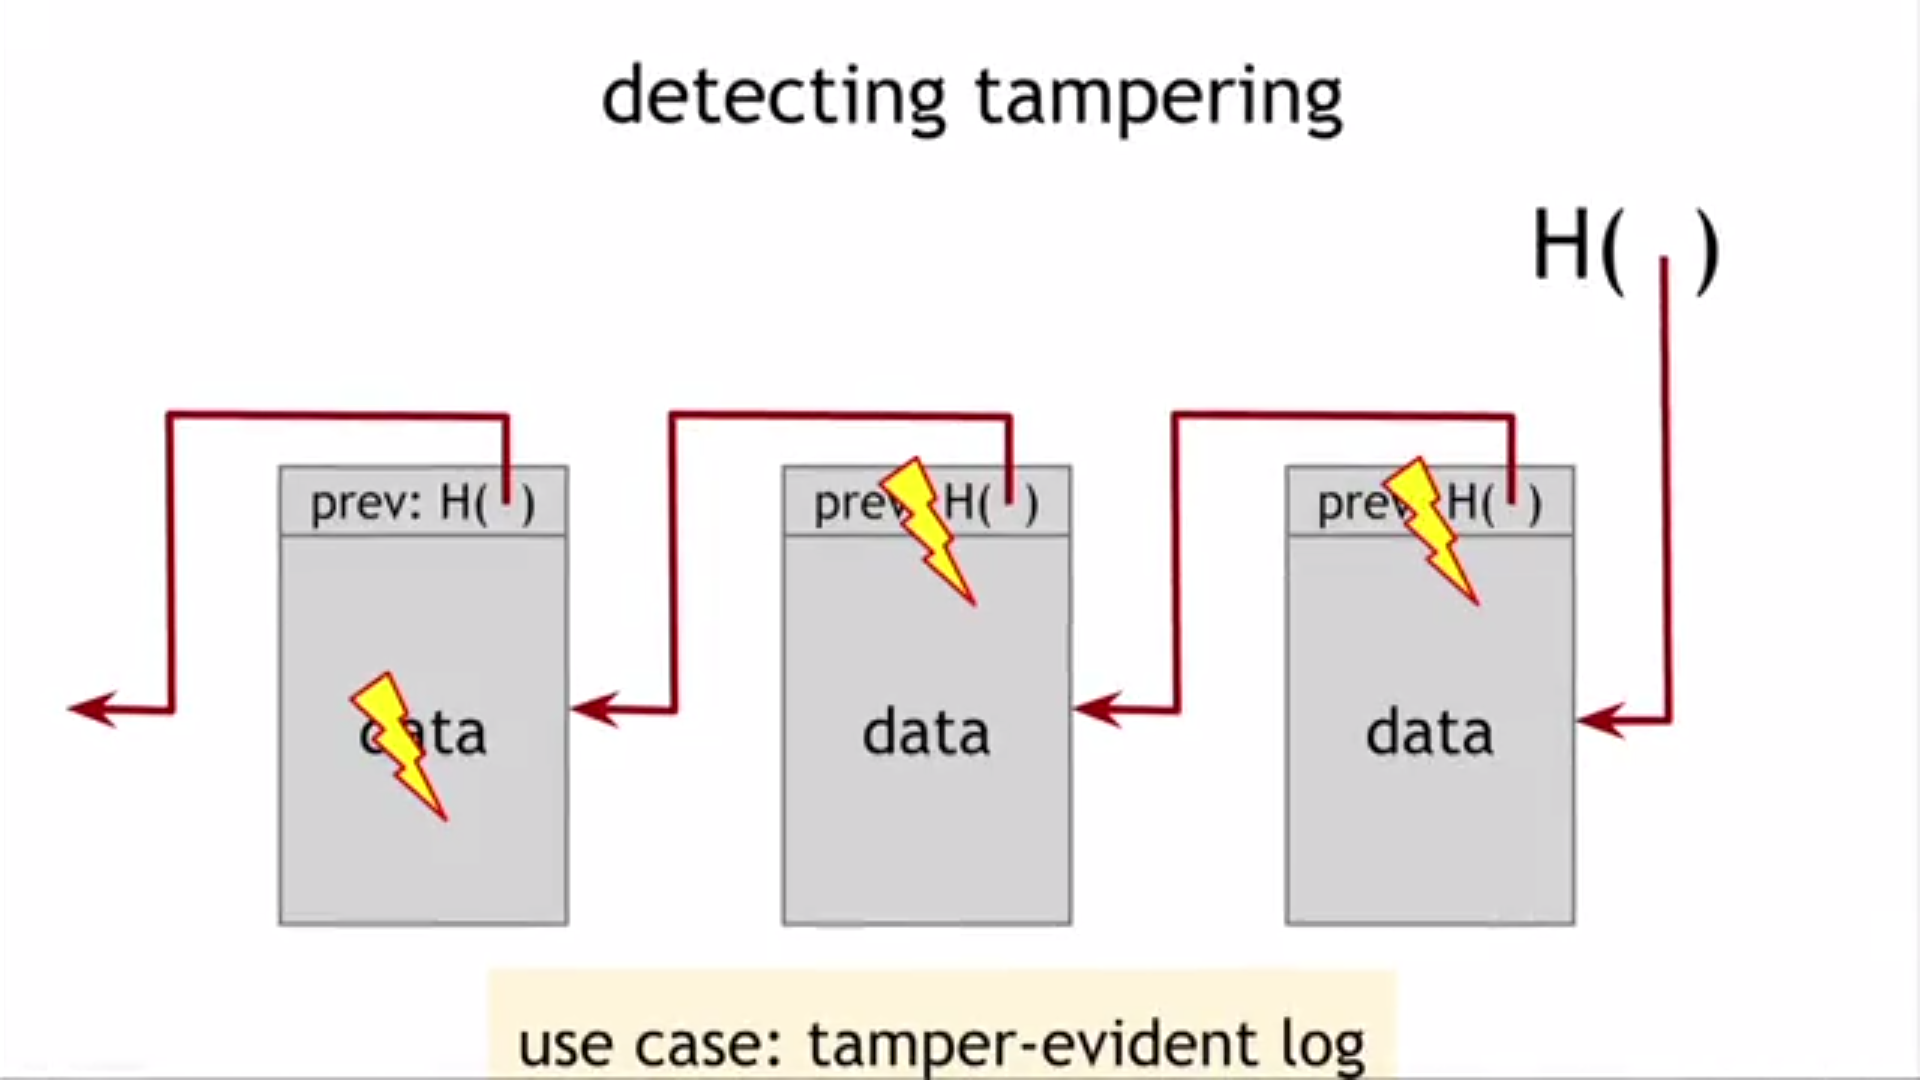 detecting tampering
H( )
prev: H( )
prev: H( )
prev: H( )
data
data
data
use case: tamper-evident log